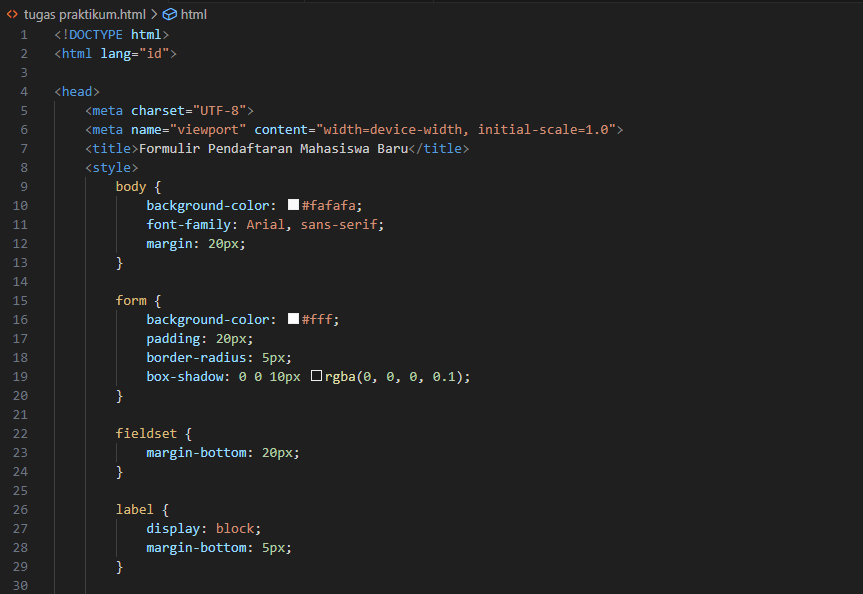 tugas praktikum.html > html
1 <!DOCTYPE html>
2 <html lang="id">
3
4 <head>
5     <meta charset="UTF-8">
6     <meta name="viewport" content="width=device-width, initial-scale=1.0">
7     <title>Formulir Pendaftaran Mahasiswa Baru</title>
8     <style>
9         body {
10             background-color: #fafafa;
11             font-family: Arial, sans-serif;
12             margin: 20px;
13         }
14
15         form {
16             background-color: #fff;
17             padding: 20px;
18             border-radius: 5px;
19             box-shadow: 0 0 10px rgba(0, 0, 0, 0.1);
20         }
21
22         fieldset {
23             margin-bottom: 20px;
24         }
25
26         label {
27             display: block;
28             margin-bottom: 5px;
29         }
30